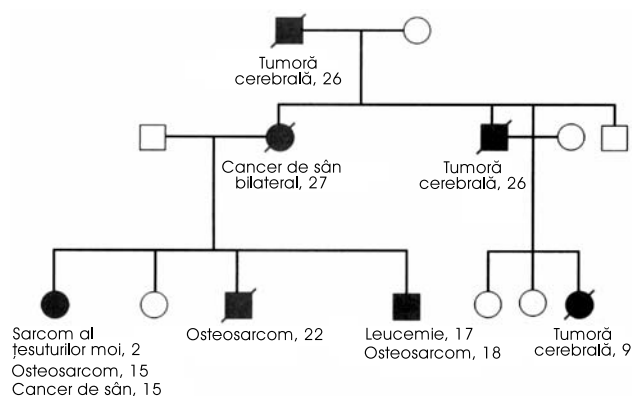 Tumoră
cerebrală, 26
Cancer de sân
bilateral, 27
Tumoră
cerebrală, 26
Sarcom al
țesuturilor moi, 2
Osteosarcom, 15
Cancer de sân, 15
Osteosarcom, 22
Leucemie, 17
Osteosarcom, 18
Tumoră
cerebrală, 9